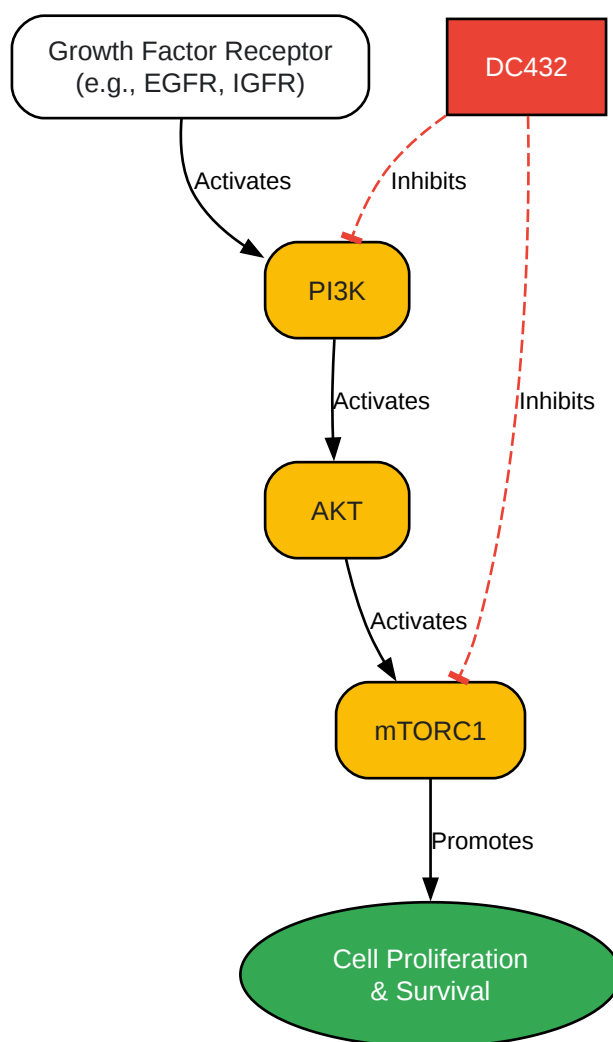 Growth Factor Receptor
(e.g., EGFR, IGFR)
DC432
Activates
Inhibits
PI3K
Activates
Inhibits
AKT
Activates
mTORC1
Promotes
Cell Proliferation
& Survival